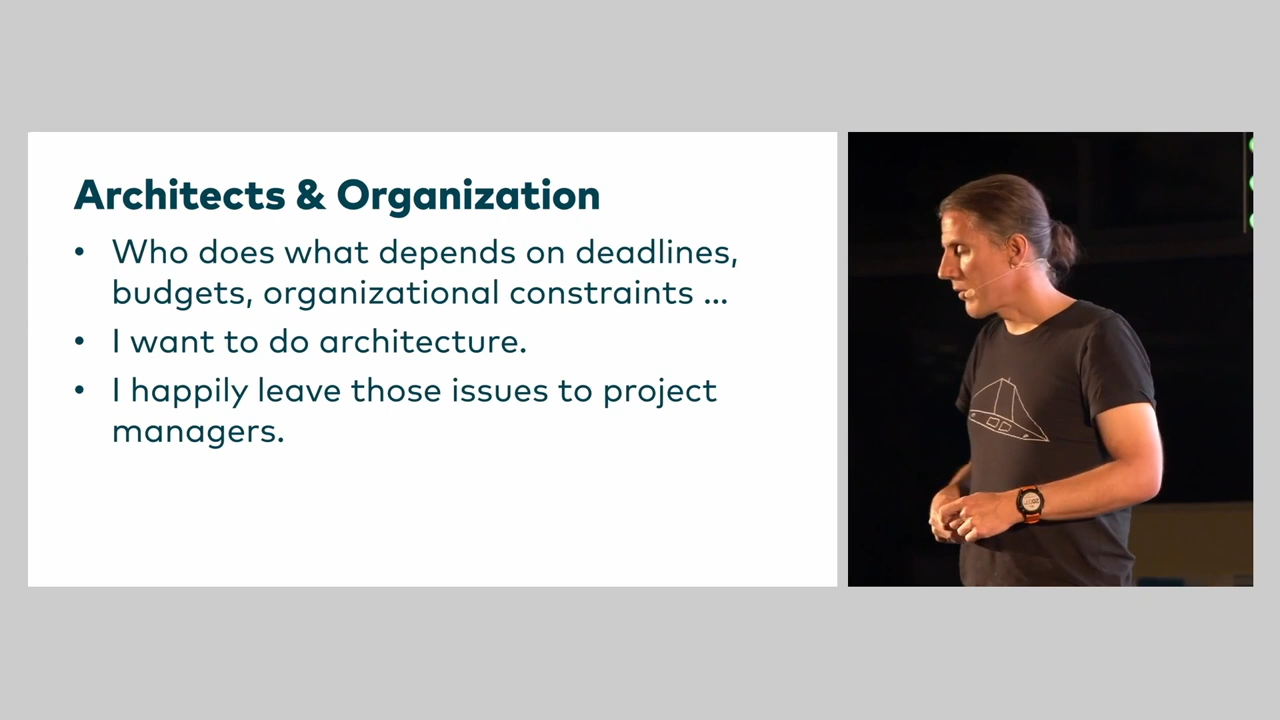 Architects & Organization
• Who does what depends on deadlines,
budgets, organizational constraints ...
• I want to do architecture.
• I happily leave those issues to project
managers.